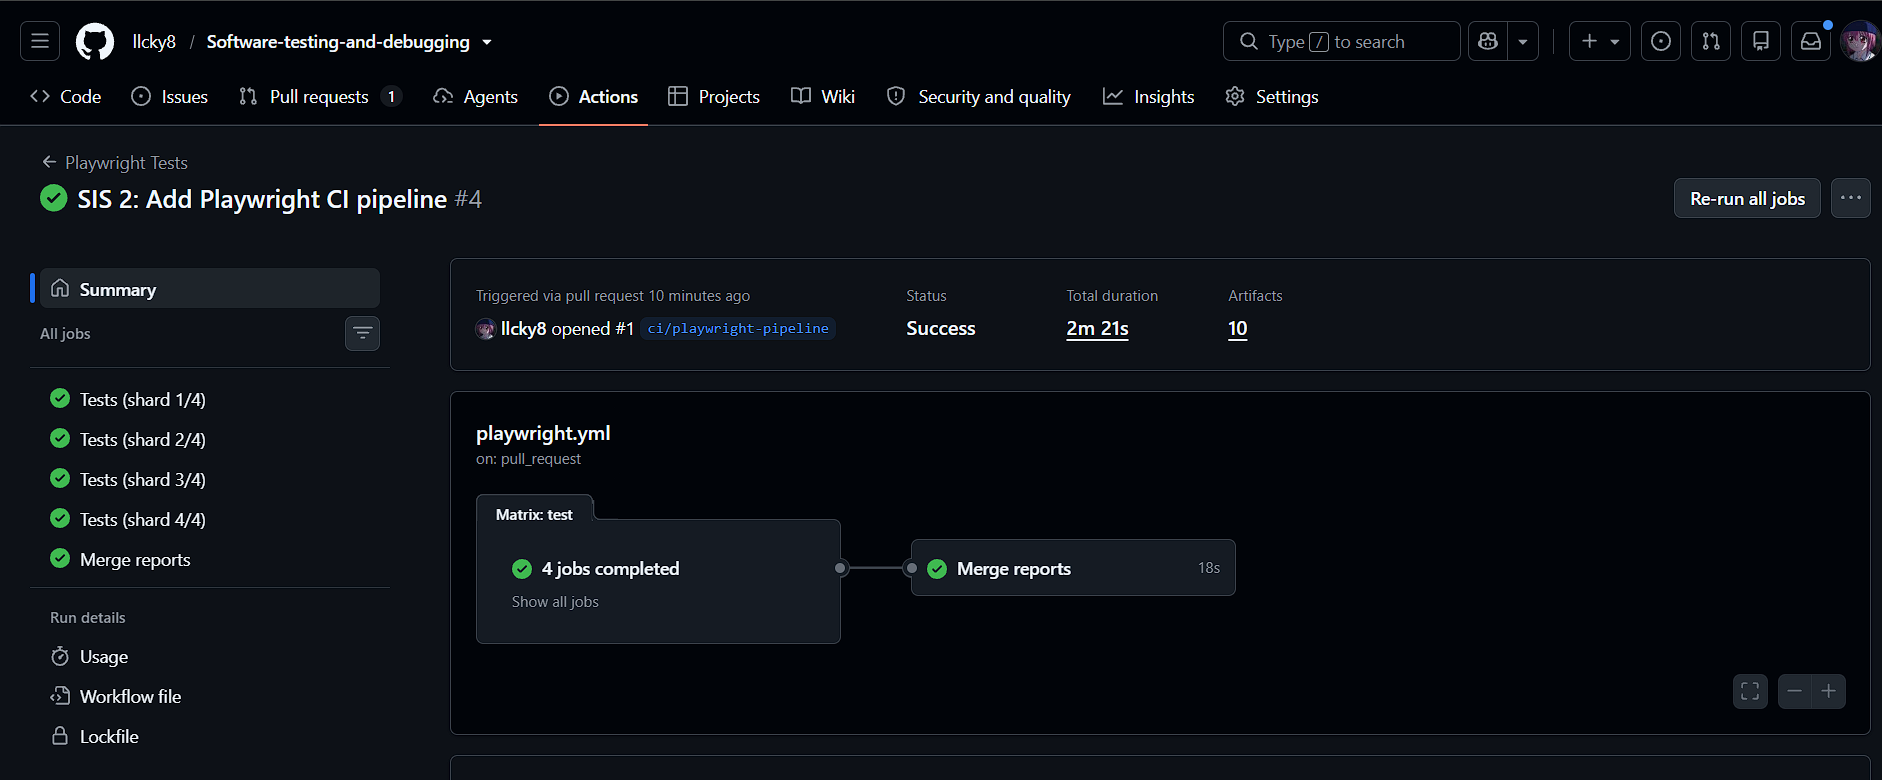 llcky8 / Software-testing-and-debugging
Type / to search
Code Issues Pull requests 1 Agents Actions Projects Wiki Security and quality Insights Settings
Playwright Tests
SIS 2: Add Playwright CI pipeline #4
Re-run all jobs
Summary
All jobs
Tests (shard 1/4)
Tests (shard 2/4)
Tests (shard 3/4)
Tests (shard 4/4)
Merge reports
Run details
Usage
Workflow file
Lockfile
Triggered via pull request 10 minutes ago
llcky8 opened #1 ci/playwright-pipeline
Status
Success
Total duration
2m 21s
Artifacts
10
playwright.yml
on: pull_request
Matrix: test
4 jobs completed
Show all jobs
Merge reports 18s